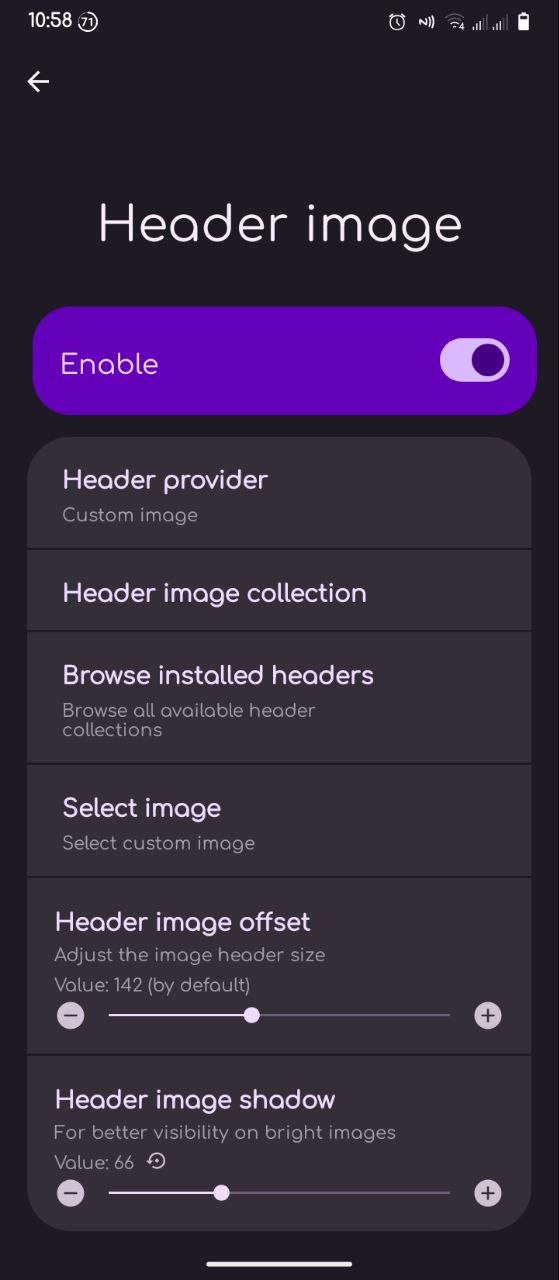 10:58 71
4
Header image
Enable
Header provider
Custom image
Header image collection
Browse installed headers
Browse all available header
collections
Select image
Select custom image
Header image offset
Adjust the image header size
Value: 142 (by default)
Header image shadow
For better visibility on bright images
Value: 66